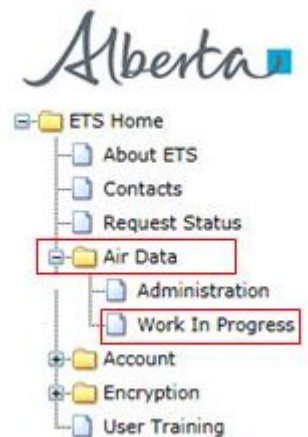 Alberta
ETS Home
About ETS
Contacts
Request Status
Air Data
Administration
Work In Progress
Account
Encryption
User Training